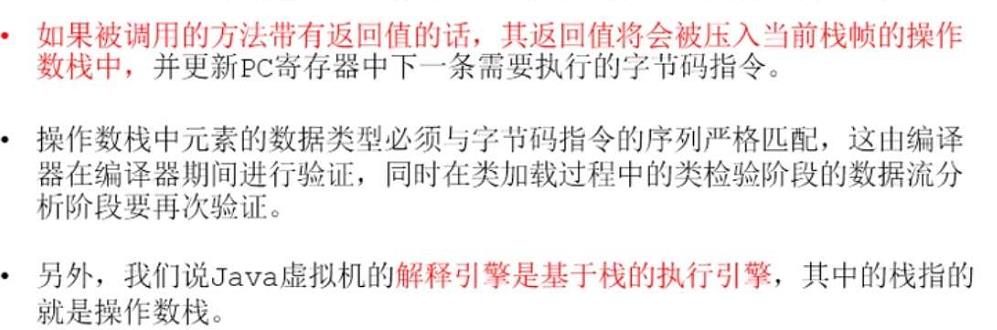 • 如果被调用的方法带有返回值的话，其返回值将会被压入当前栈帧的操作
数栈中，并更新PC寄存器中下一条需要执行的字节码指令。
• 操作数栈中元素的数据类型必须与字节码指令的序列严格匹配，这由编译
器在编译器期间进行验证，同时在类加载过程中的类检验阶段的数据流分
析阶段要再次验证。
• 另外，我们说Java虚拟机的解释引擎是基于栈的执行引擎，其中的栈指的
就是操作数栈。